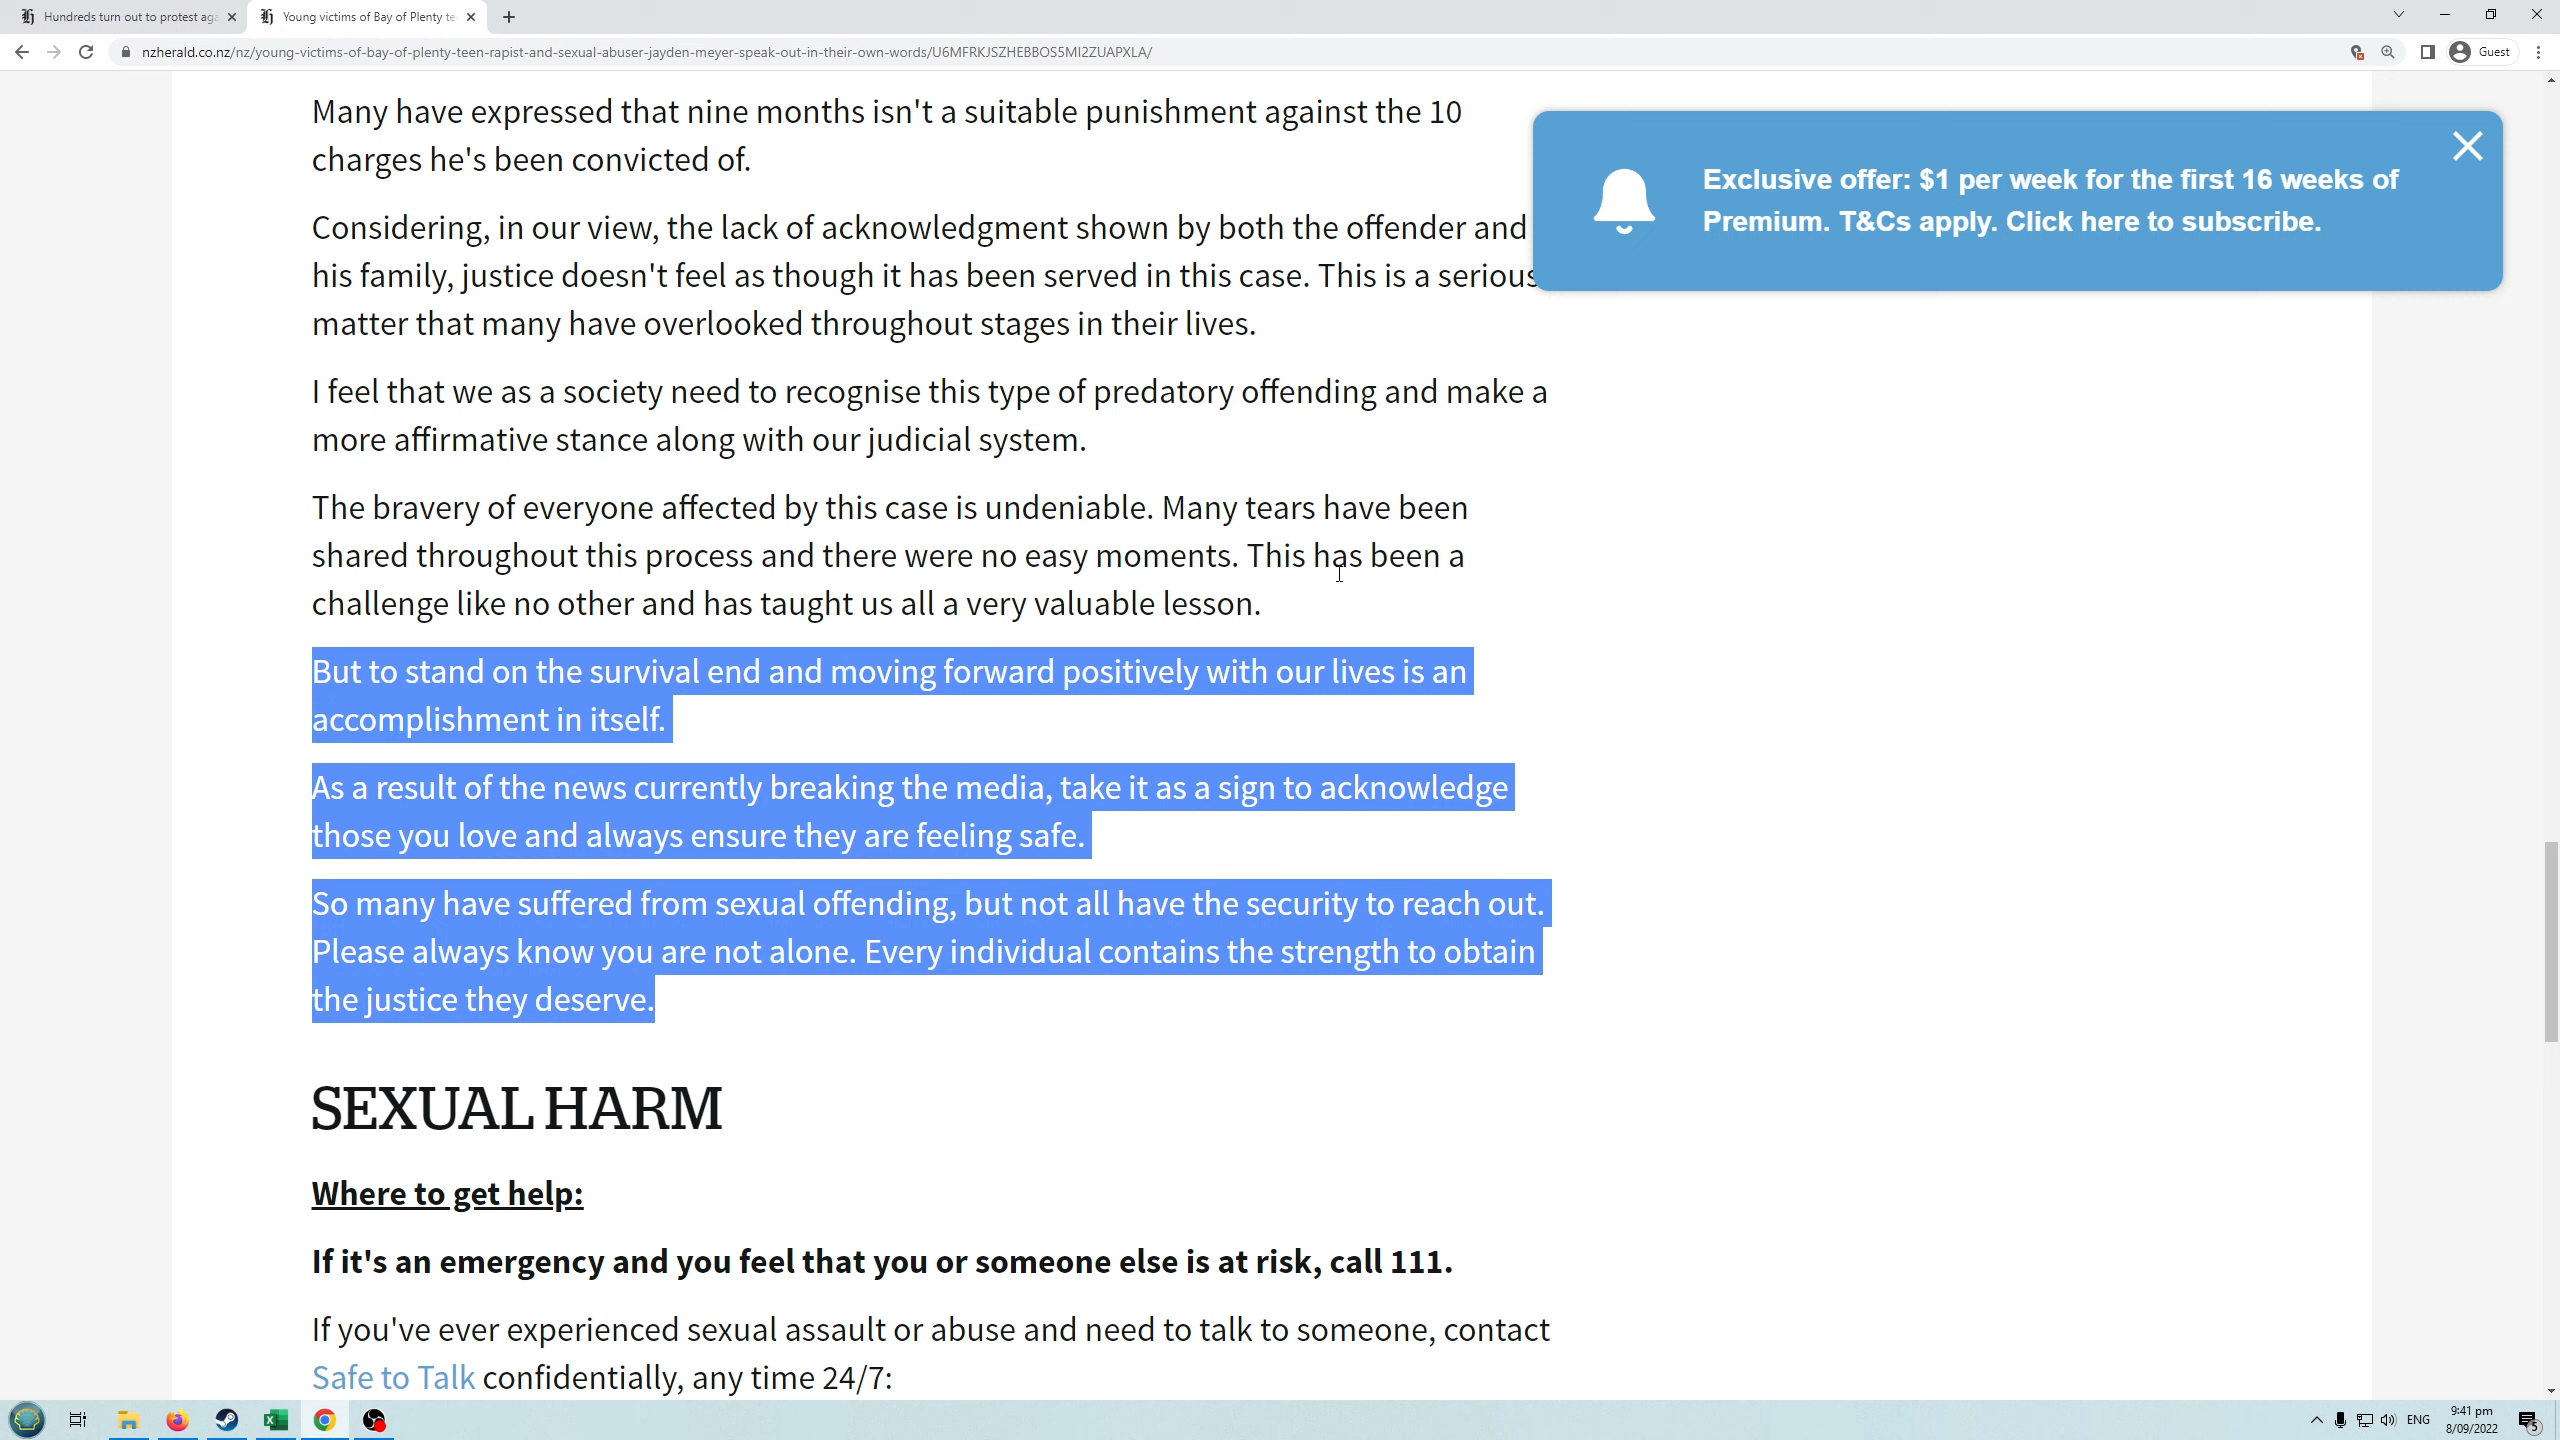 Hundreds turn out to protest aga
Young victims of Bay of Plenty te
nzherald.co.nz/nz/young-victims-of-bay-of-plenty-teen-rapist-and-sexual-abuser-jayden-meyer-speak-out-in-their-own-words/U6MFRKJSZHEBBOS5MI2ZUAPXLA/
Guest
Many have expressed that nine months isn't a suitable punishment against the 10
charges he's been convicted of.
Considering, in our view, the lack of acknowledgment shown by both the offender and
his family, justice doesn't feel as though it has been served in this case. This is a serious
matter that many have overlooked throughout stages in their lives.
Exclusive offer: $1 per week for the first 16 weeks of
Premium. T&Cs apply. Click here to subscribe.
I feel that we as a society need to recognise this type of predatory offending and make a
more affirmative stance along with our judicial system.
The bravery of everyone affected by this case is undeniable. Many tears have been
shared throughout this process and there were no easy moments. This has been a
challenge like no other and has taught us all a very valuable lesson.
But to stand on the survival end and moving forward positively with our lives is an
accomplishment in itself.
As a result of the news currently breaking the media, take it as a sign to acknowledge
those you love and always ensure they are feeling safe.
So many have suffered from sexual offending, but not all have the security to reach out.
Please always know you are not alone. Every individual contains the strength to obtain
the justice they deserve.
SEXUAL HARM
Where to get help:
If it's an emergency and you feel that you or someone else is at risk, call 111.
If you've ever experienced sexual assault or abuse and need to talk to someone, contact
Safe to Talk confidentially, any time 24/7:
ENG
9:41 pm
8/09/2022
5